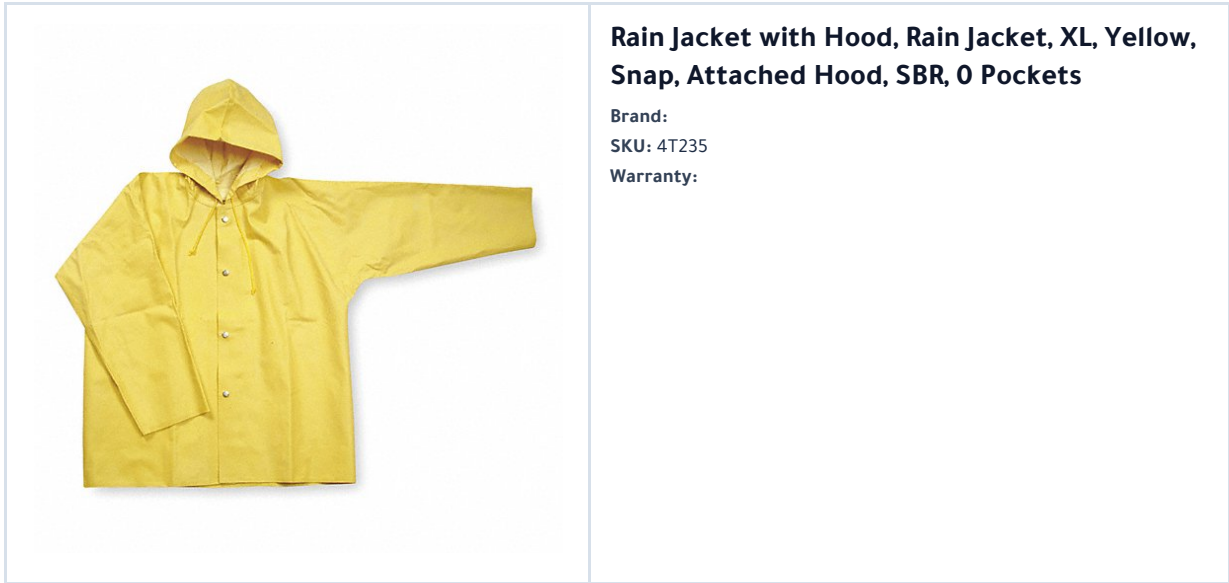 Rain Jacket with Hood, Rain Jacket, XL, Yellow,
Snap, Attached Hood, SBR, 0 Pockets
Brand:
SKU: 4T235
Warranty: